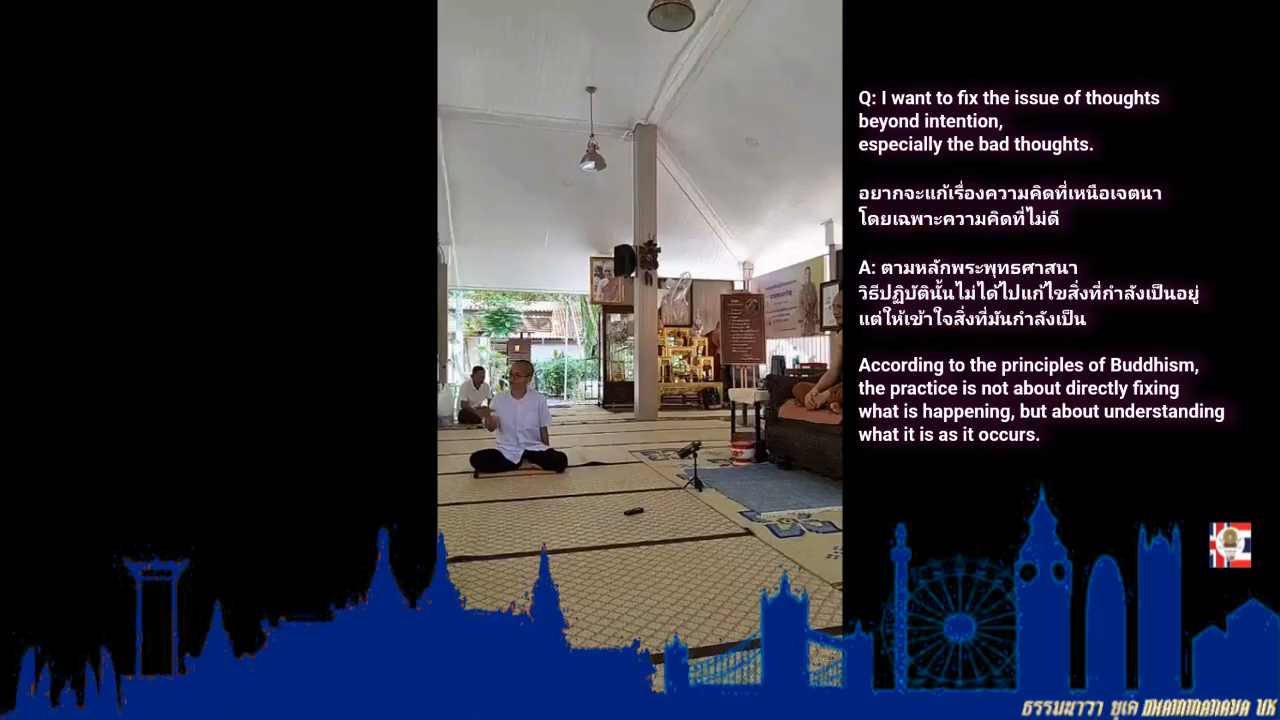 Q: I want to fix the issue of thoughts
beyond intention,
especially the bad thoughts.
อยากจะแก้เรื่องความคิดที่เหนือเจตนา
โดยเฉพาะความคิดที่ไม่ดี
A: ตามหลักพระพุทธศาสนา
วิธีปฏิบัตินั้นไม่ได้ไปแก้ไขสิ่งที่กำลังเป็นอยู่
แต่ให้เข้าใจสิ่งที่มันกำลังเป็น
According to the principles of Buddhism,
the practice is not about directly fixing
what is happening, but about understanding
what it is as it occurs.
ธรรมนาวา ยูเค DHAMMANAVA UK